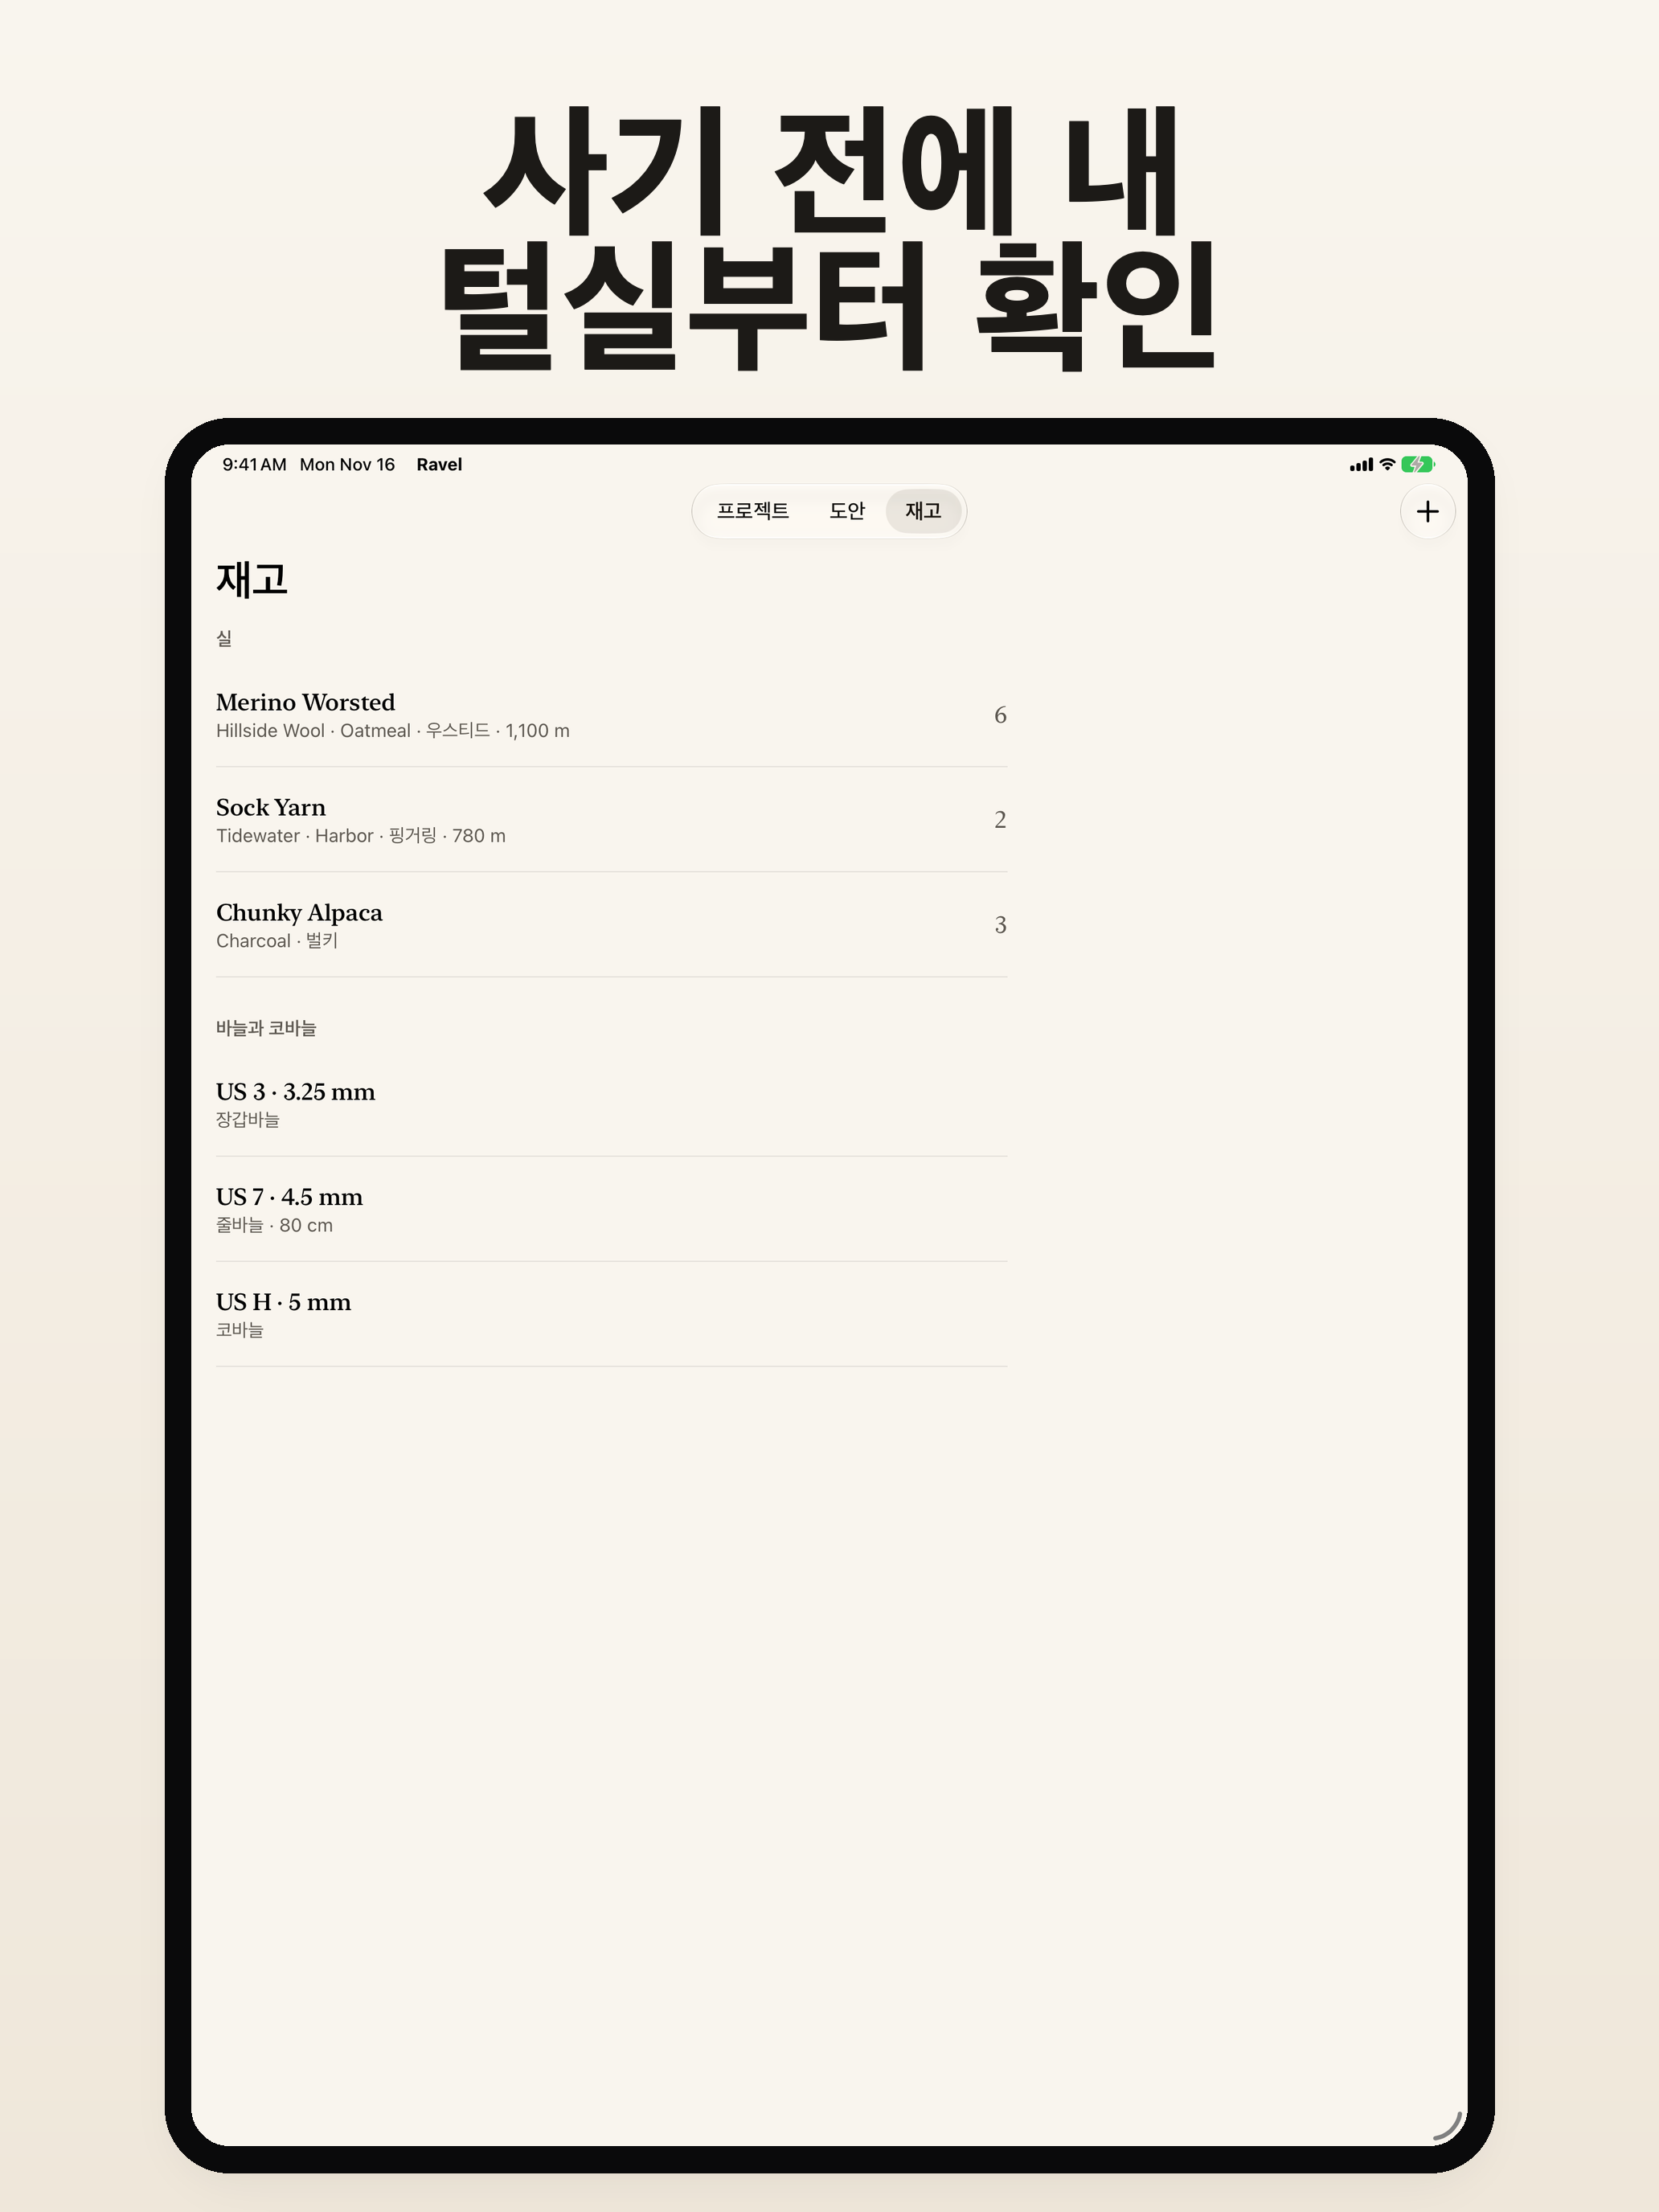 사기 전에 내
털실부터 확인
9:41 AM Mon Nov 16 Ravel
프로젝트 도안 재고
재고
실
Merino Worsted
Hillside Wool · Oatmeal · 우스티드 · 1,100 m
6
Sock Yarn
Tidewater · Harbor · 핑거링 · 780 m
2
Chunky Alpaca
Charcoal · 벌키
3
바늘과 코바늘
US 3 · 3.25 mm
장갑바늘
US 7 · 4.5 mm
줄바늘 · 80 cm
US H · 5 mm
코바늘